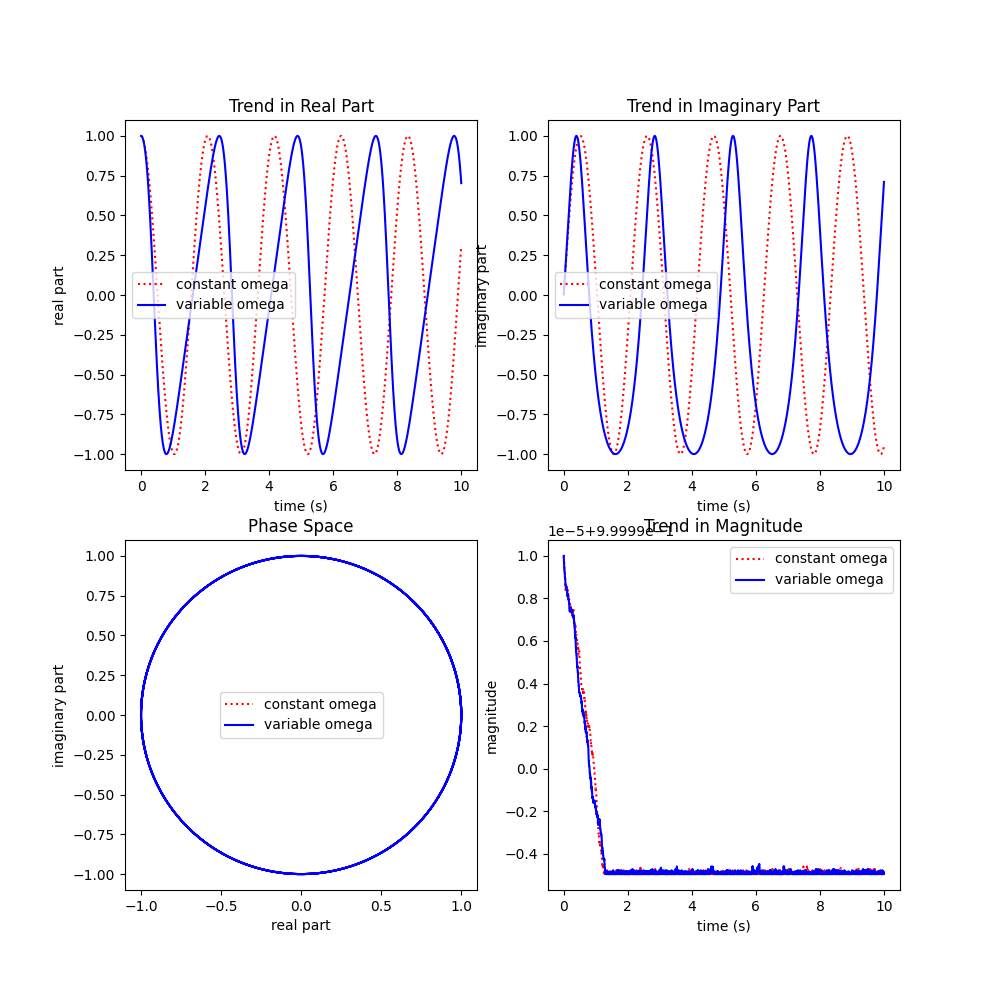 Trend in Real Part
1.00
0.75
0.50
0.25
0.00
−0.25
−0.50
−0.75
−1.00
real part
constant omega
variable omega
0 2 4 6 8 10
time (s)
Trend in Imaginary Part
1.00
0.75
0.50
0.25
0.00
−0.25
−0.50
−0.75
−1.00
imaginary part
constant omega
variable omega
0 2 4 6 8 10
time (s)
Phase Space
1.00
0.75
0.50
0.25
0.00
−0.25
−0.50
−0.75
−1.00
imaginary part
constant omega
variable omega
−1.0 −0.5 0.0 0.5 1.0
real part
1e-5+9.9999e−1
Trend in Magnitude
1.0
0.8
0.6
0.4
0.2
0.0
−0.2
−0.4
magnitude
constant omega
variable omega
0 2 4 6 8 10
time (s)